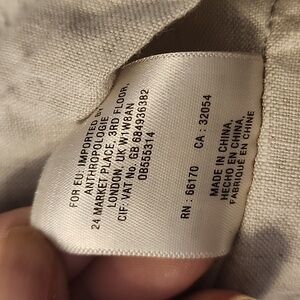 FOR EU: IMPORTED BY
ANTHROPOLOGIE
24 MARKET PLACE, 3RD FLOOR,
LONDON, UK W1W8AN
CIF: VAT No. GB 684936382
OB555314
RN : 66170 CA : 32054
MADE IN CHINA,
HECHO EN CHINA,
FABRIQUÉ EN CHINE